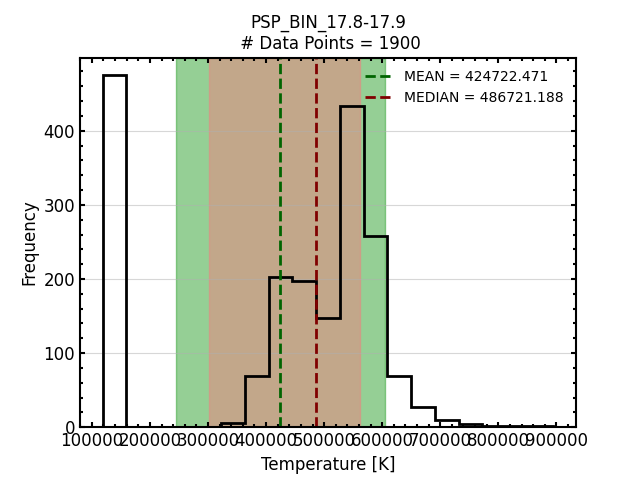 PSP_BIN_17.8-17.9
# Data Points = 1900
MEAN = 424722.471
MEDIAN = 486721.188
Frequency
400
300
200
100
0
100000 200000 300000 400000 500000 600000 700000 800000 900000
Temperature [K]